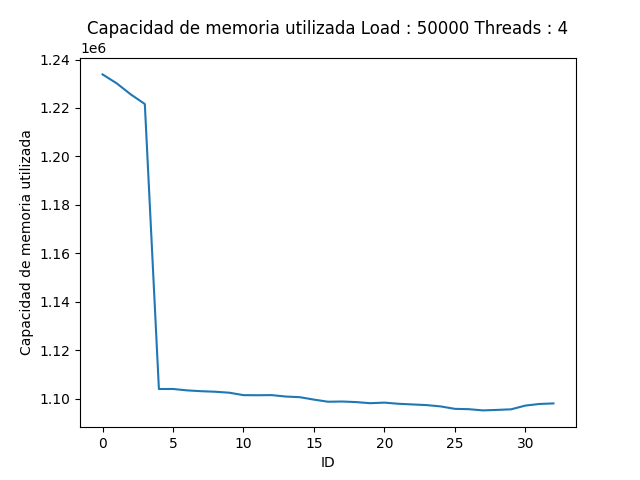 Capacidad de memoria utilizada Load : 50000 Threads : 4
1e6
1.24
1.22
1.20
1.18
1.16
1.14
1.12
1.10
Capacidad de memoria utilizada
0 5 10 15 20 25 30
ID